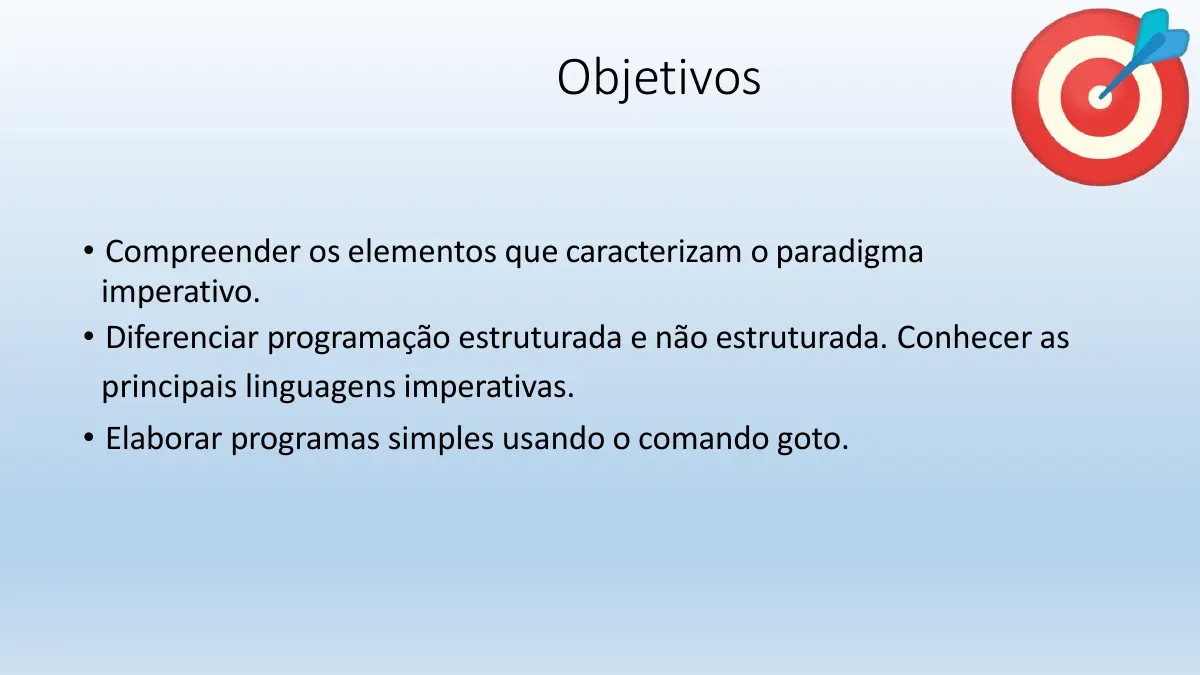 Objetivos
• Compreender os elementos que caracterizam o paradigma
imperativo.
• Diferenciar programação estruturada e não estruturada. Conhecer as
principais linguagens imperativas.
• Elaborar programas simples usando o comando goto.